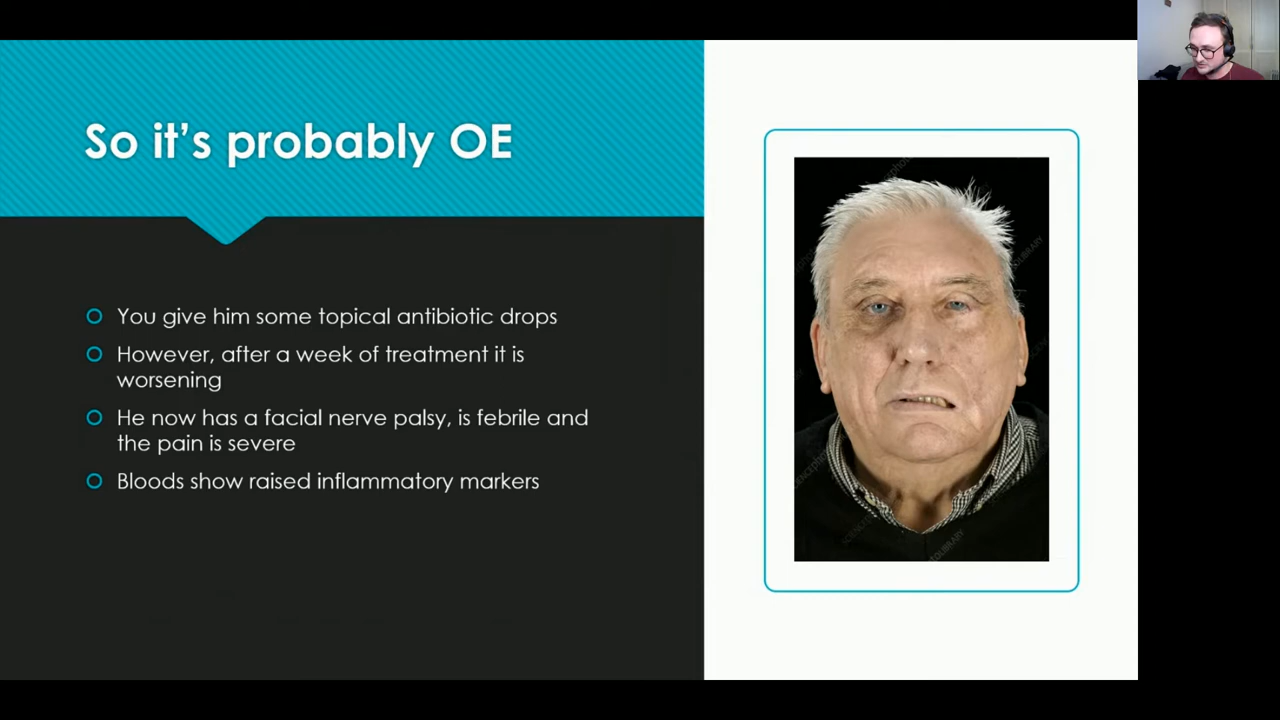 So it's probably OE
You give him some topical antibiotic drops
However, after a week of treatment it is
worsening
He now has a facial nerve palsy, is febrile and
the pain is severe
Bloods show raised inflammatory markers